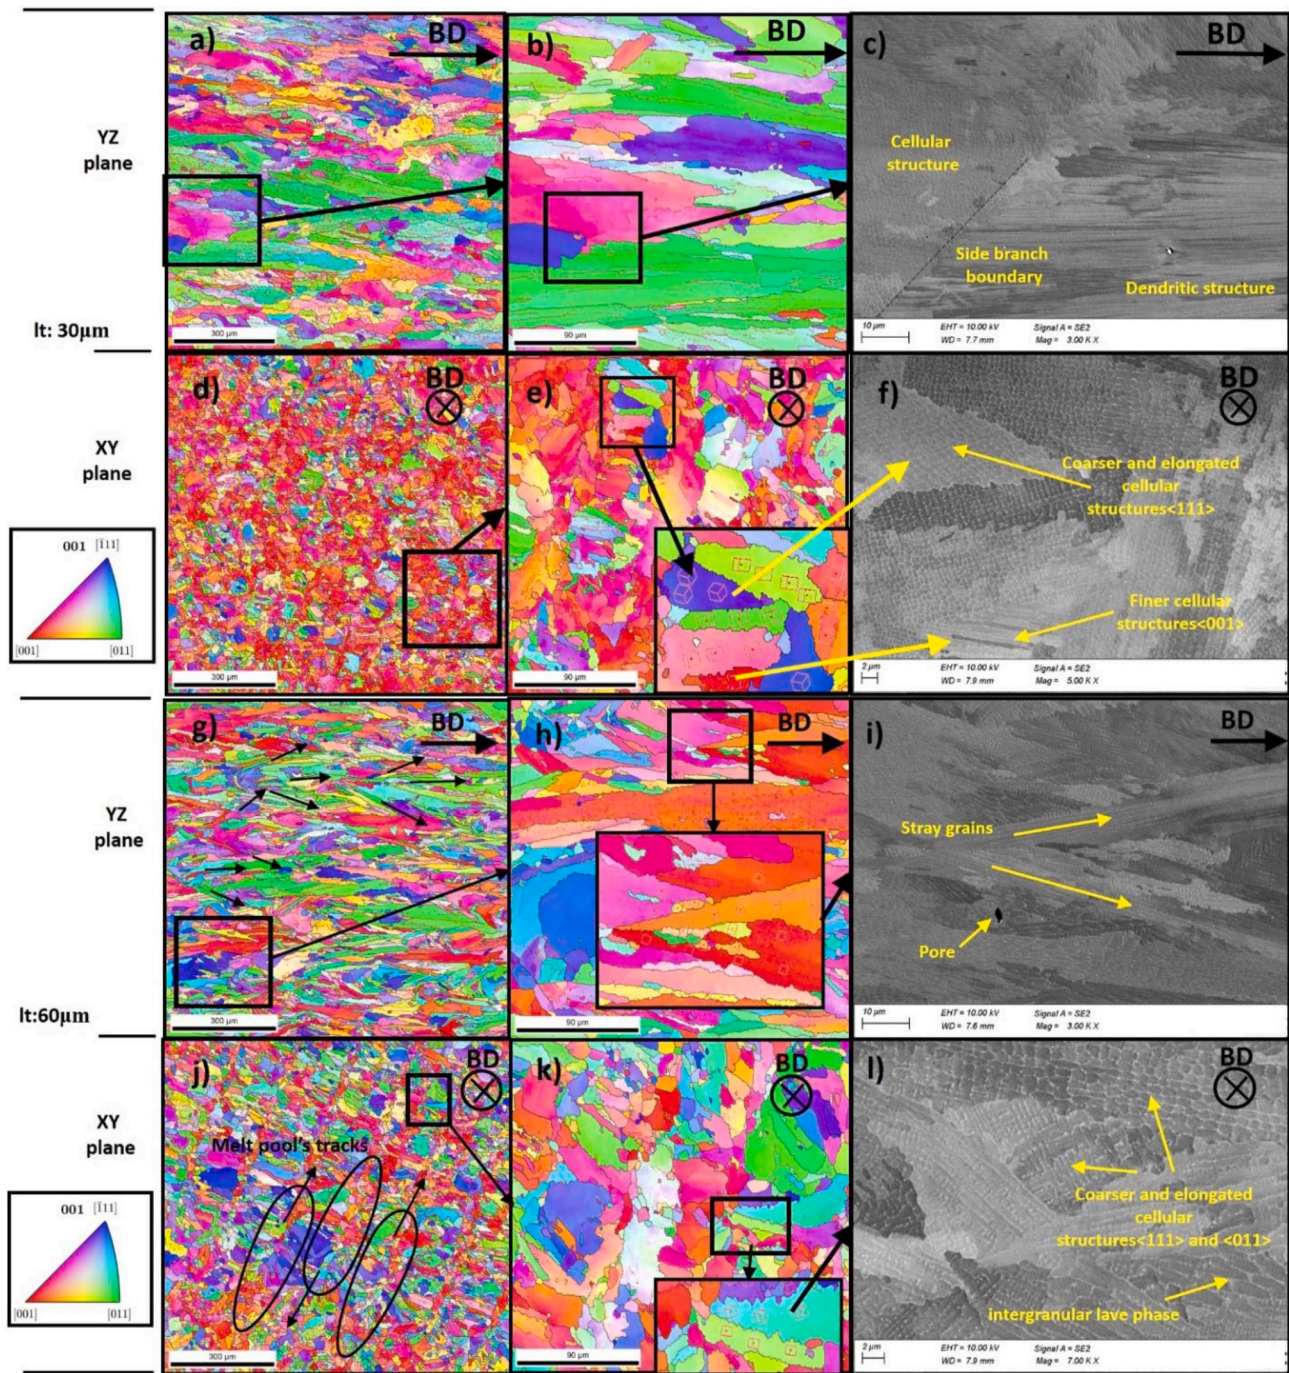 a)
BD
b)
BD
c)
BD
YZ
plane
Cellular
structure
Side branch
boundary
Dendritic structure
lt: 30μm
300 μm
90 μm
10 μm
EHT = 10.00 kV
Signal A = SE2
WD = 7.7 mm
Mag = 3.00 K X
d)
BD
e)
BD
f)
BD
XY
plane
Coarser and elongated
cellular
structures<111>
001
[1̅11]
[001]
[011]
Finer cellular
structures<001>
300 μm
90 μm
2 μm
EHT = 10.00 kV
Signal A = SE2
WD = 7.9 mm
Mag = 5.00 K X
g)
BD
h)
BD
i)
BD
YZ
plane
Stray grains
Pore
lt:60μm
300 μm
90 μm
10 μm
EHT = 10.00 kV
Signal A = SE2
WD = 7.6 mm
Mag = 3.00 K X
j)
BD
k)
BD
l)
BD
XY
plane
Melt pool's tracks
Coarser and elongated
cellular
structures<111> and <011>
001
[1̅11]
[001]
[011]
intergranular lave phase
300 μm
90 μm
2 μm
EHT = 10.00 kV
Signal A = SE2
WD = 7.9 mm
Mag = 7.00 K X